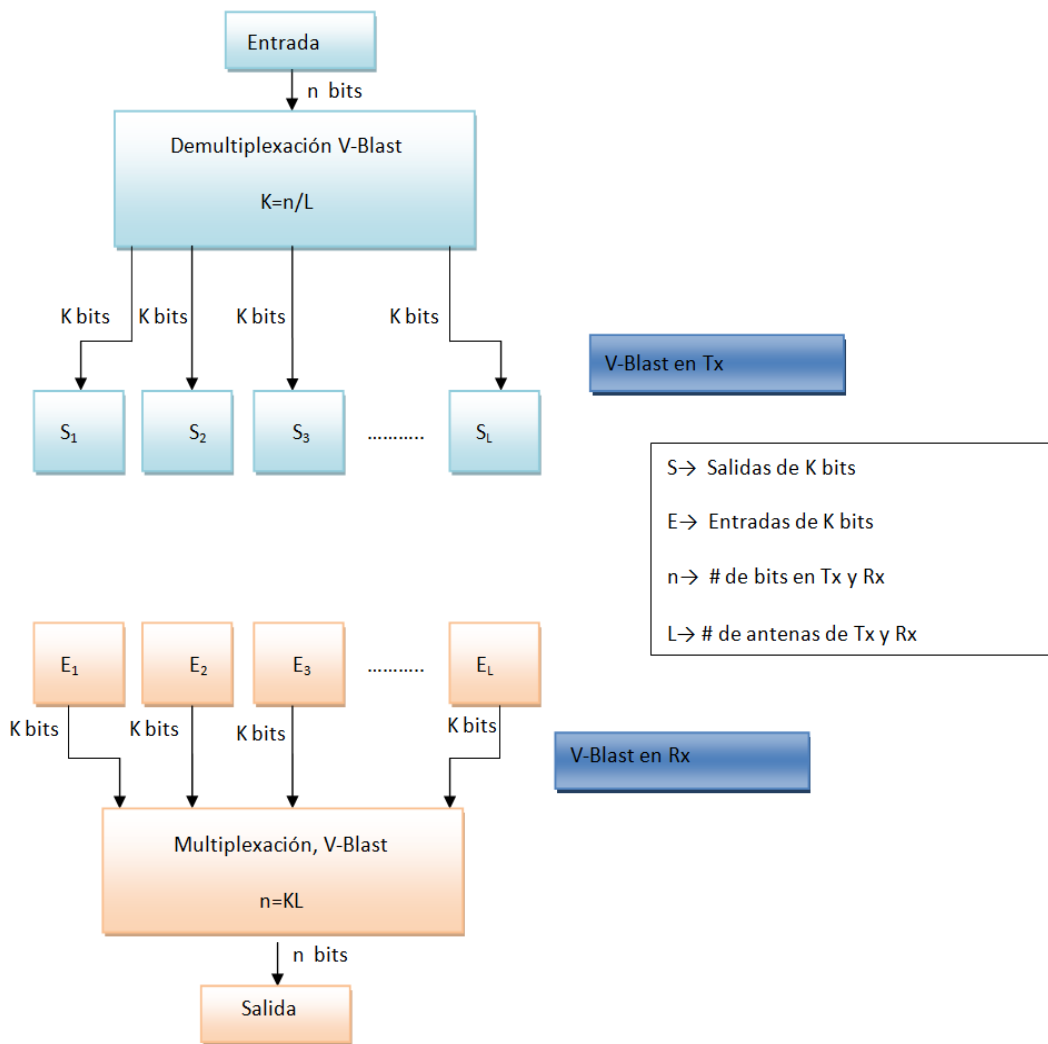 Entrada
n bits
Demultiplexación V-Blast
K=n/L
K bits
K bits
K bits
K bits
V-Blast en Tx
S₁
S₂
S₃
...........
S_L
S→ Salidas de K bits
E→ Entradas de K bits
n→ # de bits en Tx y Rx
L→ # de antenas de Tx y Rx
E₁
E₂
E₃
...........
E_L
K bits
K bits
K bits
K bits
V-Blast en Rx
Multiplexación, V-Blast
n=KL
n bits
Salida